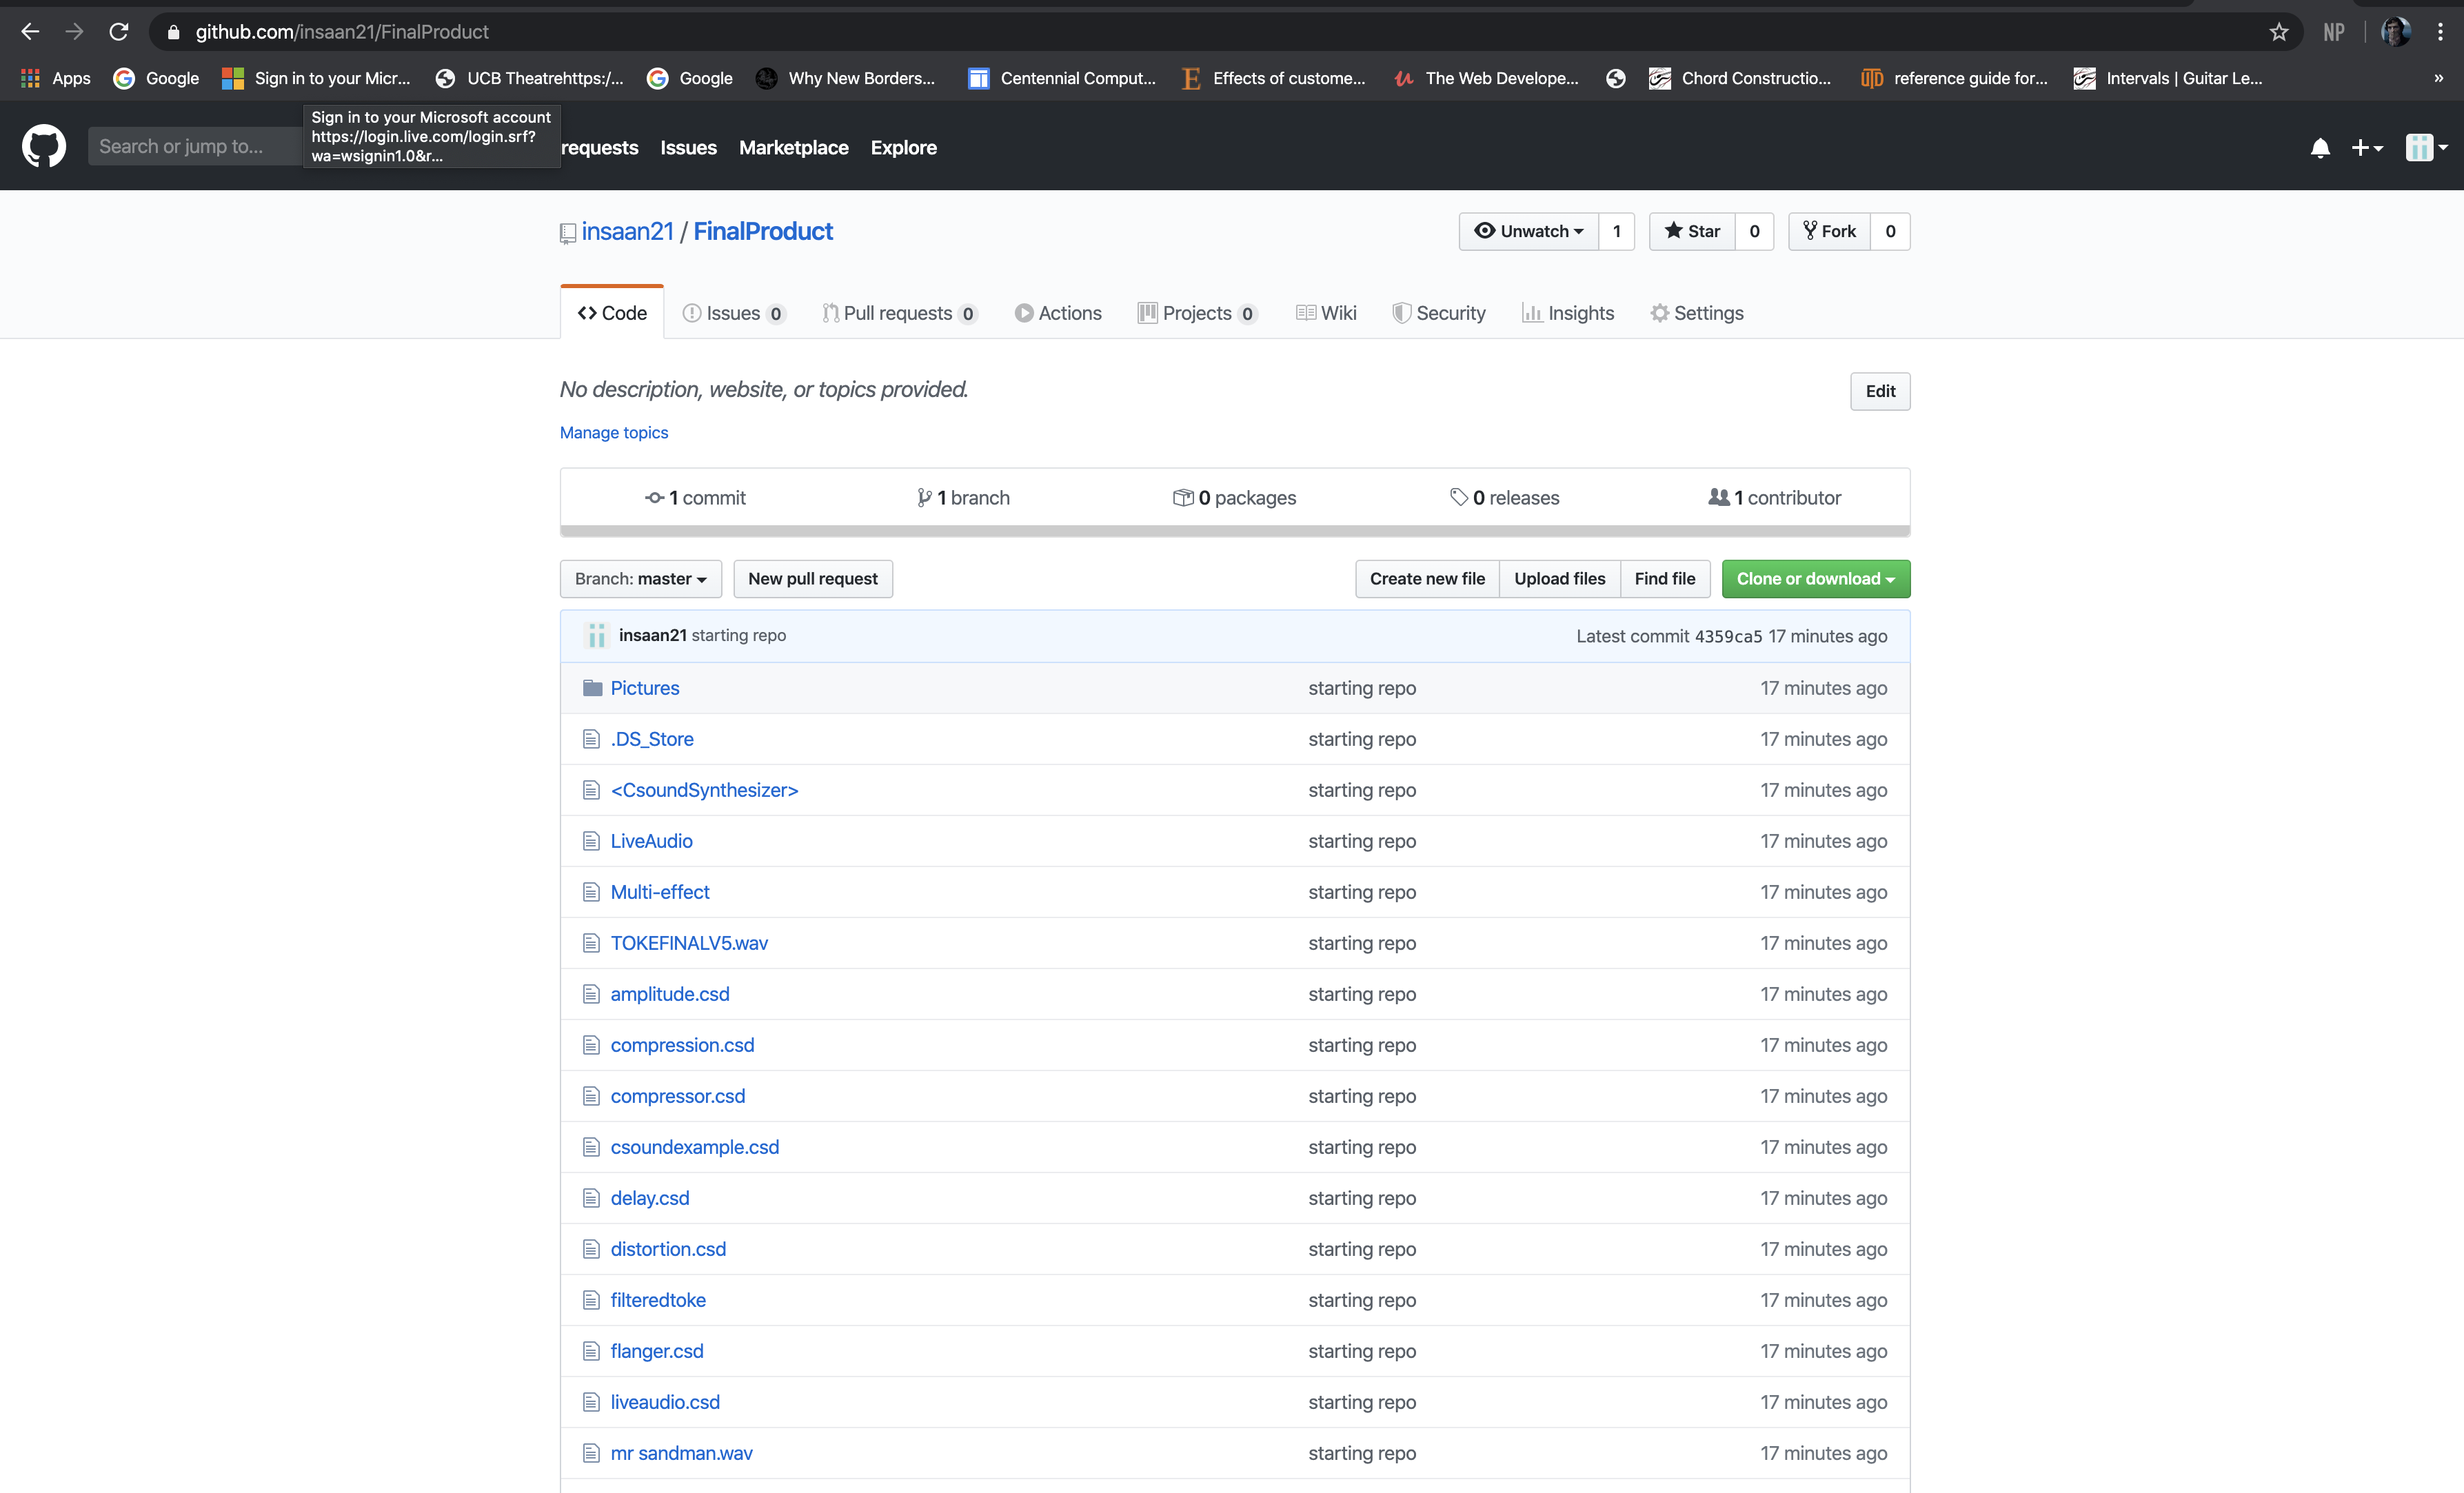 github.com/insaan21/FinalProduct
NP
Apps Google Sign in to your Micr... UCB Theatrehttps:/... Google Why New Borders... Centennial Comput... Effects of custome... The Web Develope... Chord Constructio... reference guide for... Intervals | Guitar Le... »
Sign in to your Microsoft account
https://login.live.com/login.srf?
wa=wsignin1.0&r...
Search or jump to... requests Issues Marketplace Explore
insaan21 / FinalProduct Unwatch 1 Star 0 Fork 0
Code Issues 0 Pull requests 0 Actions Projects 0 Wiki Security Insights Settings
No description, website, or topics provided. Edit
Manage topics
1 commit 1 branch 0 packages 0 releases 1 contributor
Branch: master New pull request Create new file Upload files Find file Clone or download
insaan21 starting repo Latest commit 4359ca5 17 minutes ago
Pictures starting repo 17 minutes ago
.DS_Store starting repo 17 minutes ago
<CsoundSynthesizer> starting repo 17 minutes ago
LiveAudio starting repo 17 minutes ago
Multi-effect starting repo 17 minutes ago
TOKEFINALV5.wav starting repo 17 minutes ago
amplitude.csd starting repo 17 minutes ago
compression.csd starting repo 17 minutes ago
compressor.csd starting repo 17 minutes ago
csoundexample.csd starting repo 17 minutes ago
delay.csd starting repo 17 minutes ago
distortion.csd starting repo 17 minutes ago
filteredtoke starting repo 17 minutes ago
flanger.csd starting repo 17 minutes ago
liveaudio.csd starting repo 17 minutes ago
mr sandman.wav starting repo 17 minutes ago